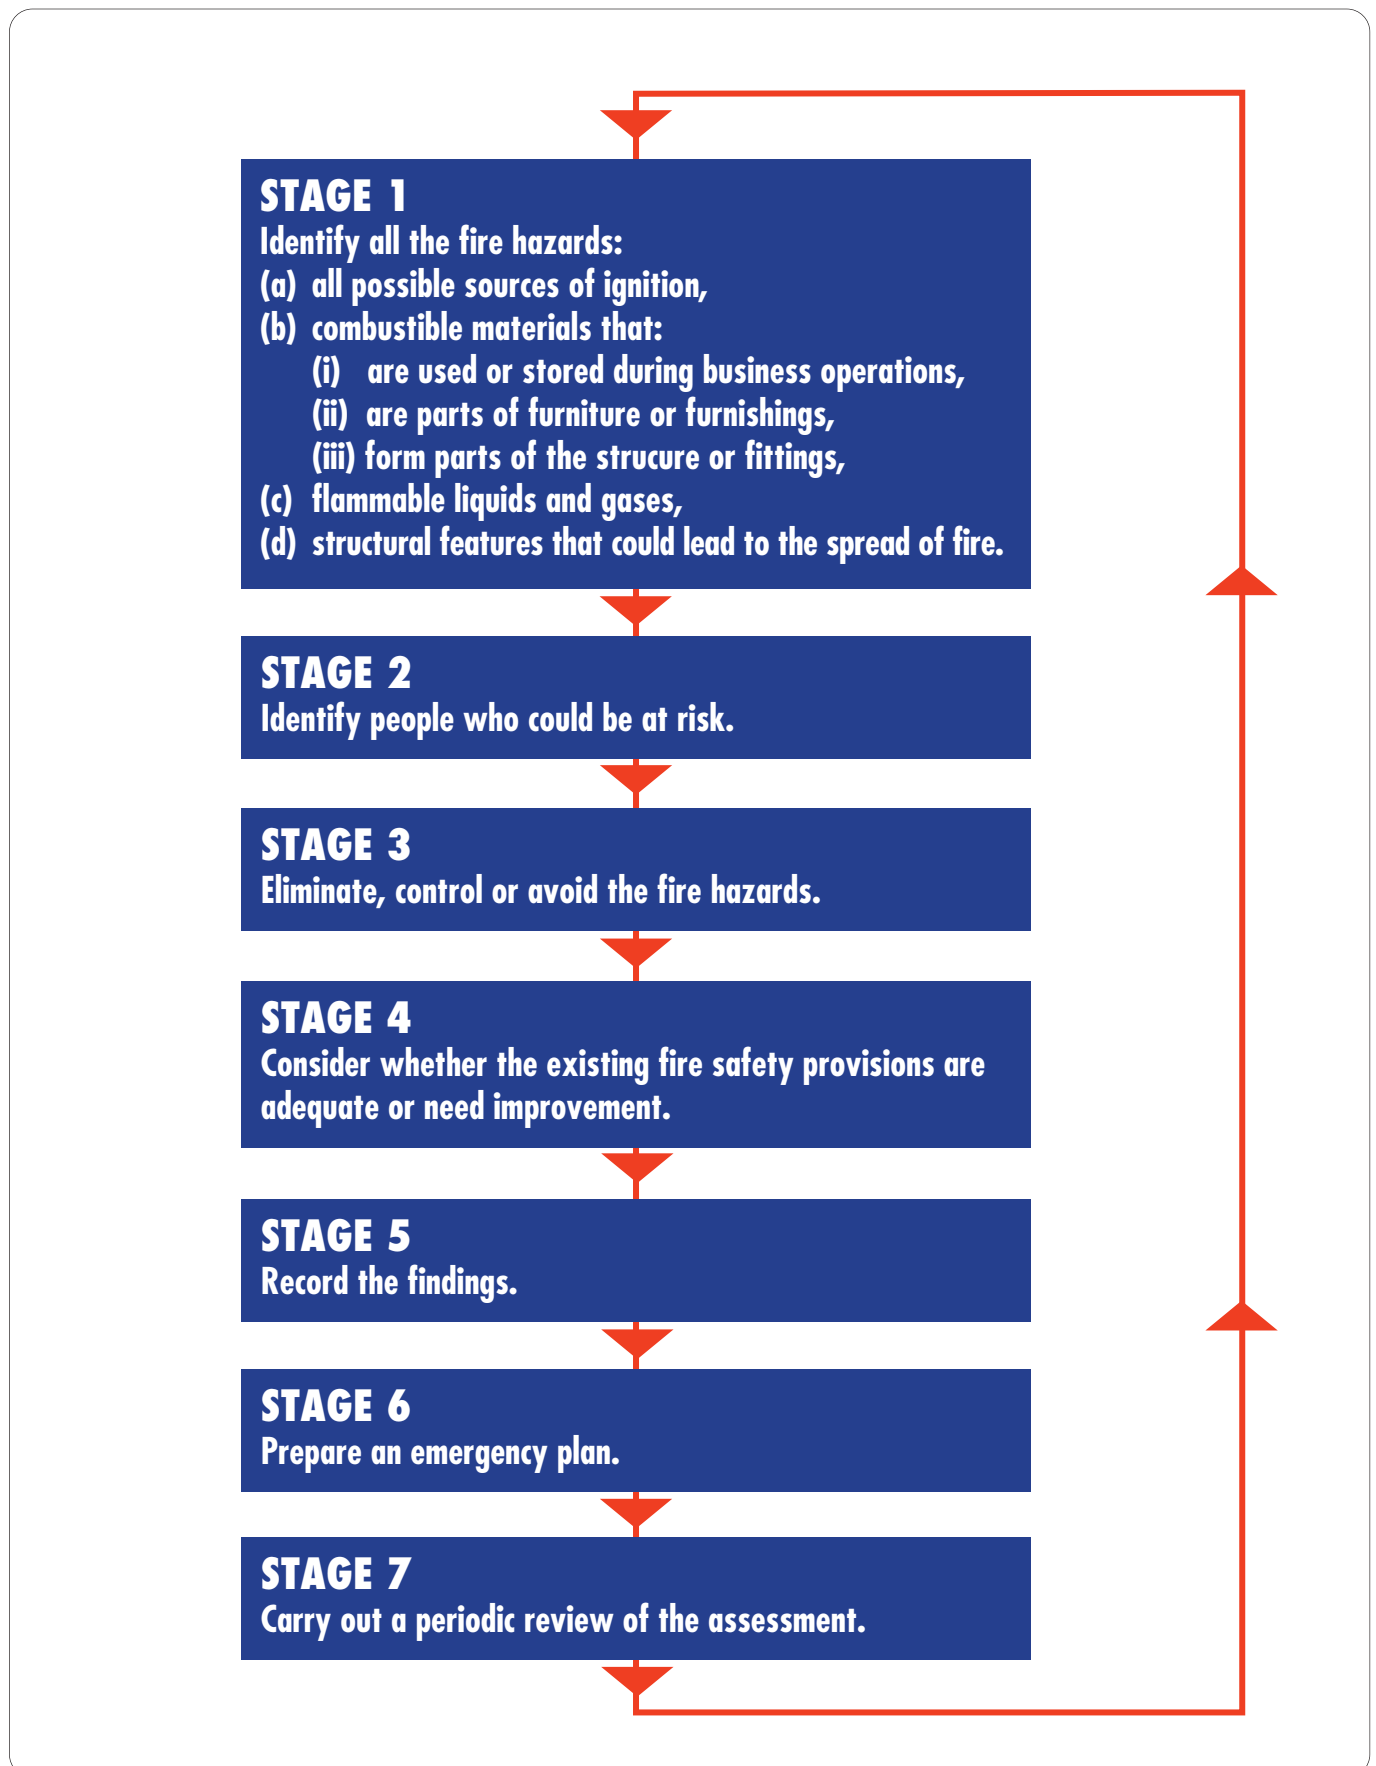 STAGE 1
Identify all the fire hazards:
(a) all possible sources of ignition,
(b) combustible materials that:
(i) are used or stored during business operations,
(ii) are parts of furniture or furnishings,
(iii) form parts of the strucure or fittings,
(c) flammable liquids and gases,
(d) structural features that could lead to the spread of fire.
STAGE 2
Identify people who could be at risk.
STAGE 3
Eliminate, control or avoid the fire hazards.
STAGE 4
Consider whether the existing fire safety provisions are
adequate or need improvement.
STAGE 5
Record the findings.
STAGE 6
Prepare an emergency plan.
STAGE 7
Carry out a periodic review of the assessment.